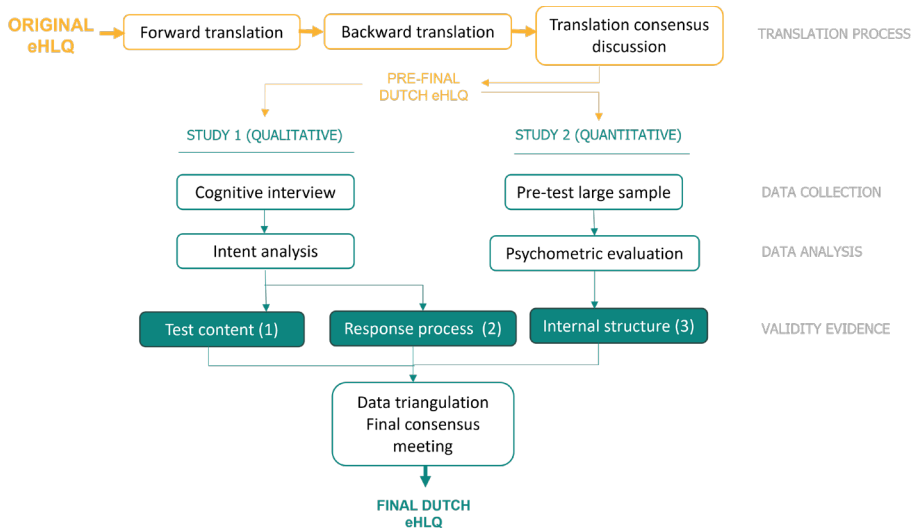 ORIGINAL
eHLQ
Forward translation
Backward translation
Translation consensus
discussion
TRANSLATION PROCESS
PRE-FINAL
DUTCH eHLQ
STUDY 1 (QUALITATIVE)
STUDY 2 (QUANTITATIVE)
Cognitive interview
Pre-test large sample
DATA COLLECTION
Intent analysis
Psychometric evaluation
DATA ANALYSIS
Test content (1)
Response process (2)
Internal structure (3)
VALIDITY EVIDENCE
Data triangulation
Final consensus
meeting
FINAL DUTCH
eHLQ